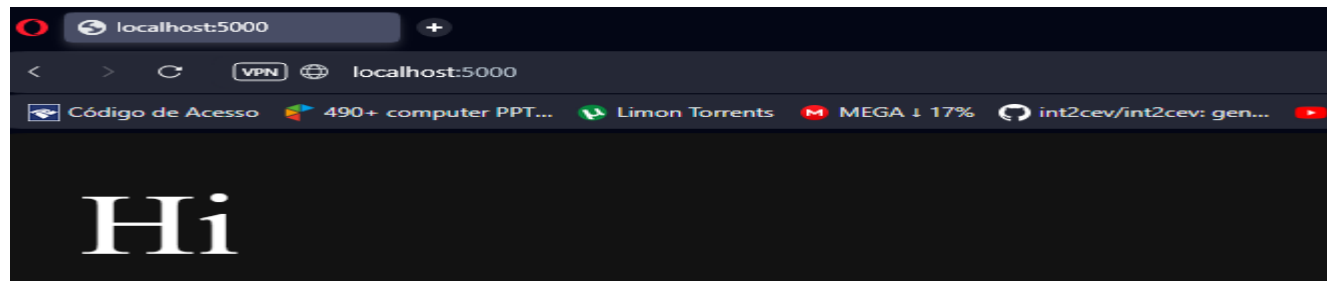 localhost:5000
VPN localhost:5000
Código de Acesso 490+ computer PPT... Limon Torrents MEGA ↓ 17% int2cev/int2cev: gen...
Hi